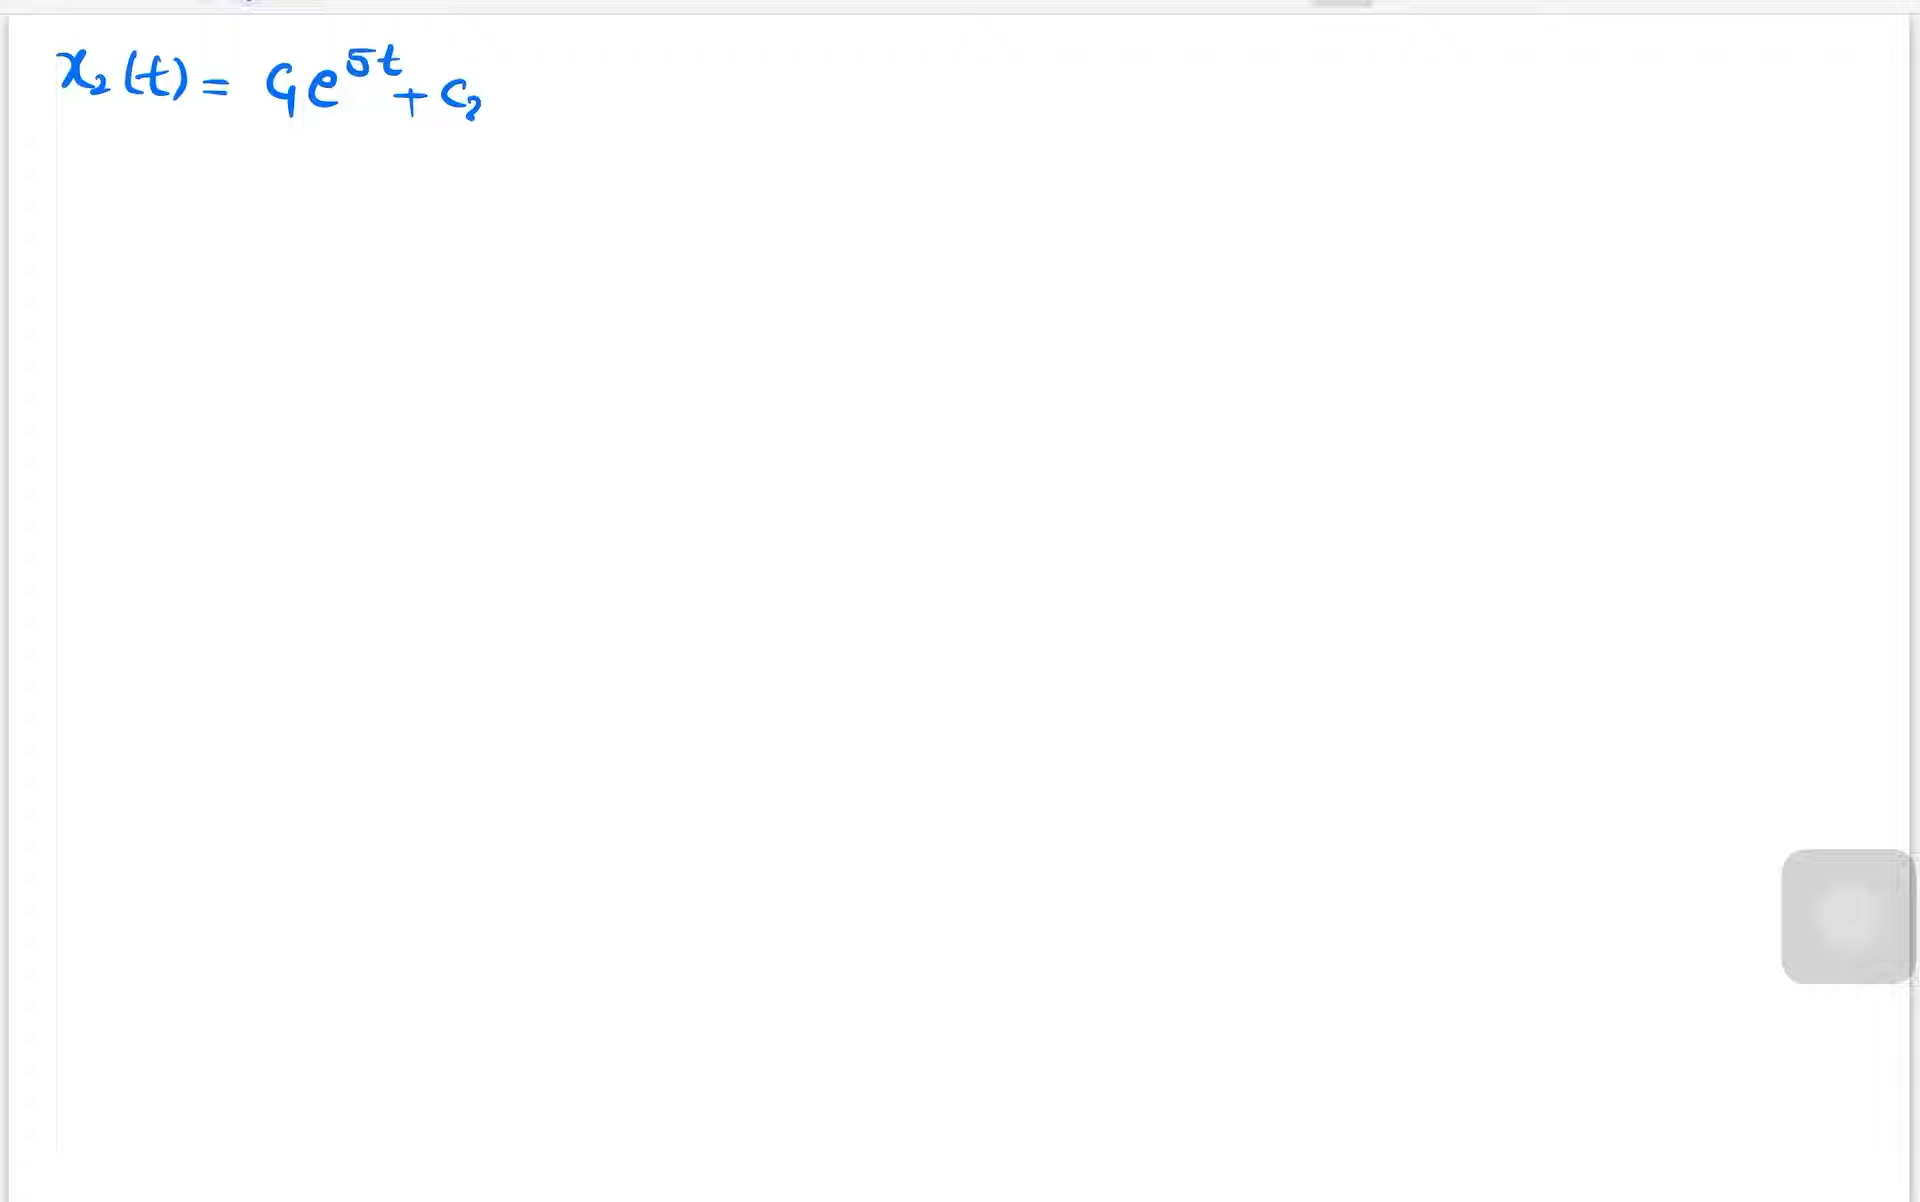 x₂(t) = c₁e^{5t} + c₂